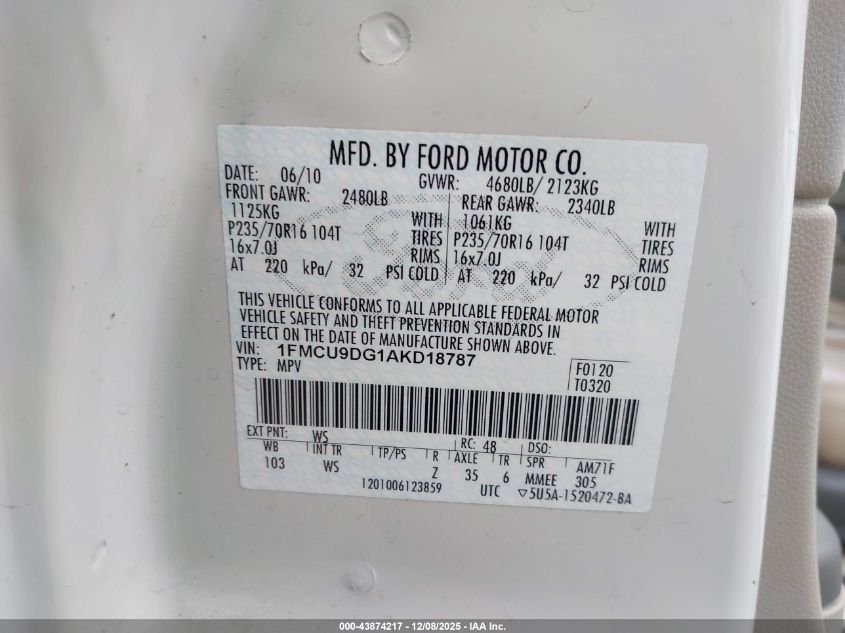 MFD. BY FORD MOTOR CO.
DATE: 06/10 GVWR: 4680LB/ 2123KG
FRONT GAWR: 2480LB REAR GAWR: 2340LB
1125KG WITH 1061KG WITH
P235/70R16 104T TIRES P235/70R16 104T TIRES
16x7.0J RIMS 16x7.0J RIMS
AT 220 kPa/ 32 PSI COLD AT 220 kPa/ 32 PSI COLD
THIS VEHICLE CONFORMS TO ALL APPLICABLE FEDERAL MOTOR
VEHICLE SAFETY AND THEFT PREVENTION STANDARDS IN
EFFECT ON THE DATE OF MANUFACTURE SHOWN ABOVE.
VIN: 1FMCU9DG1AKD18787
TYPE: MPV F0120
T0320
EXT PNT: WS RC: 48 DSO:
WB INT TR TP/PS R AXLE TR SPR AM71F
103 WS Z 35 6 MMEE 305
1201006123859 UTC ▽5U5A-1520472-BA
000-43874217 - 12/08/2025 - IAA Inc.